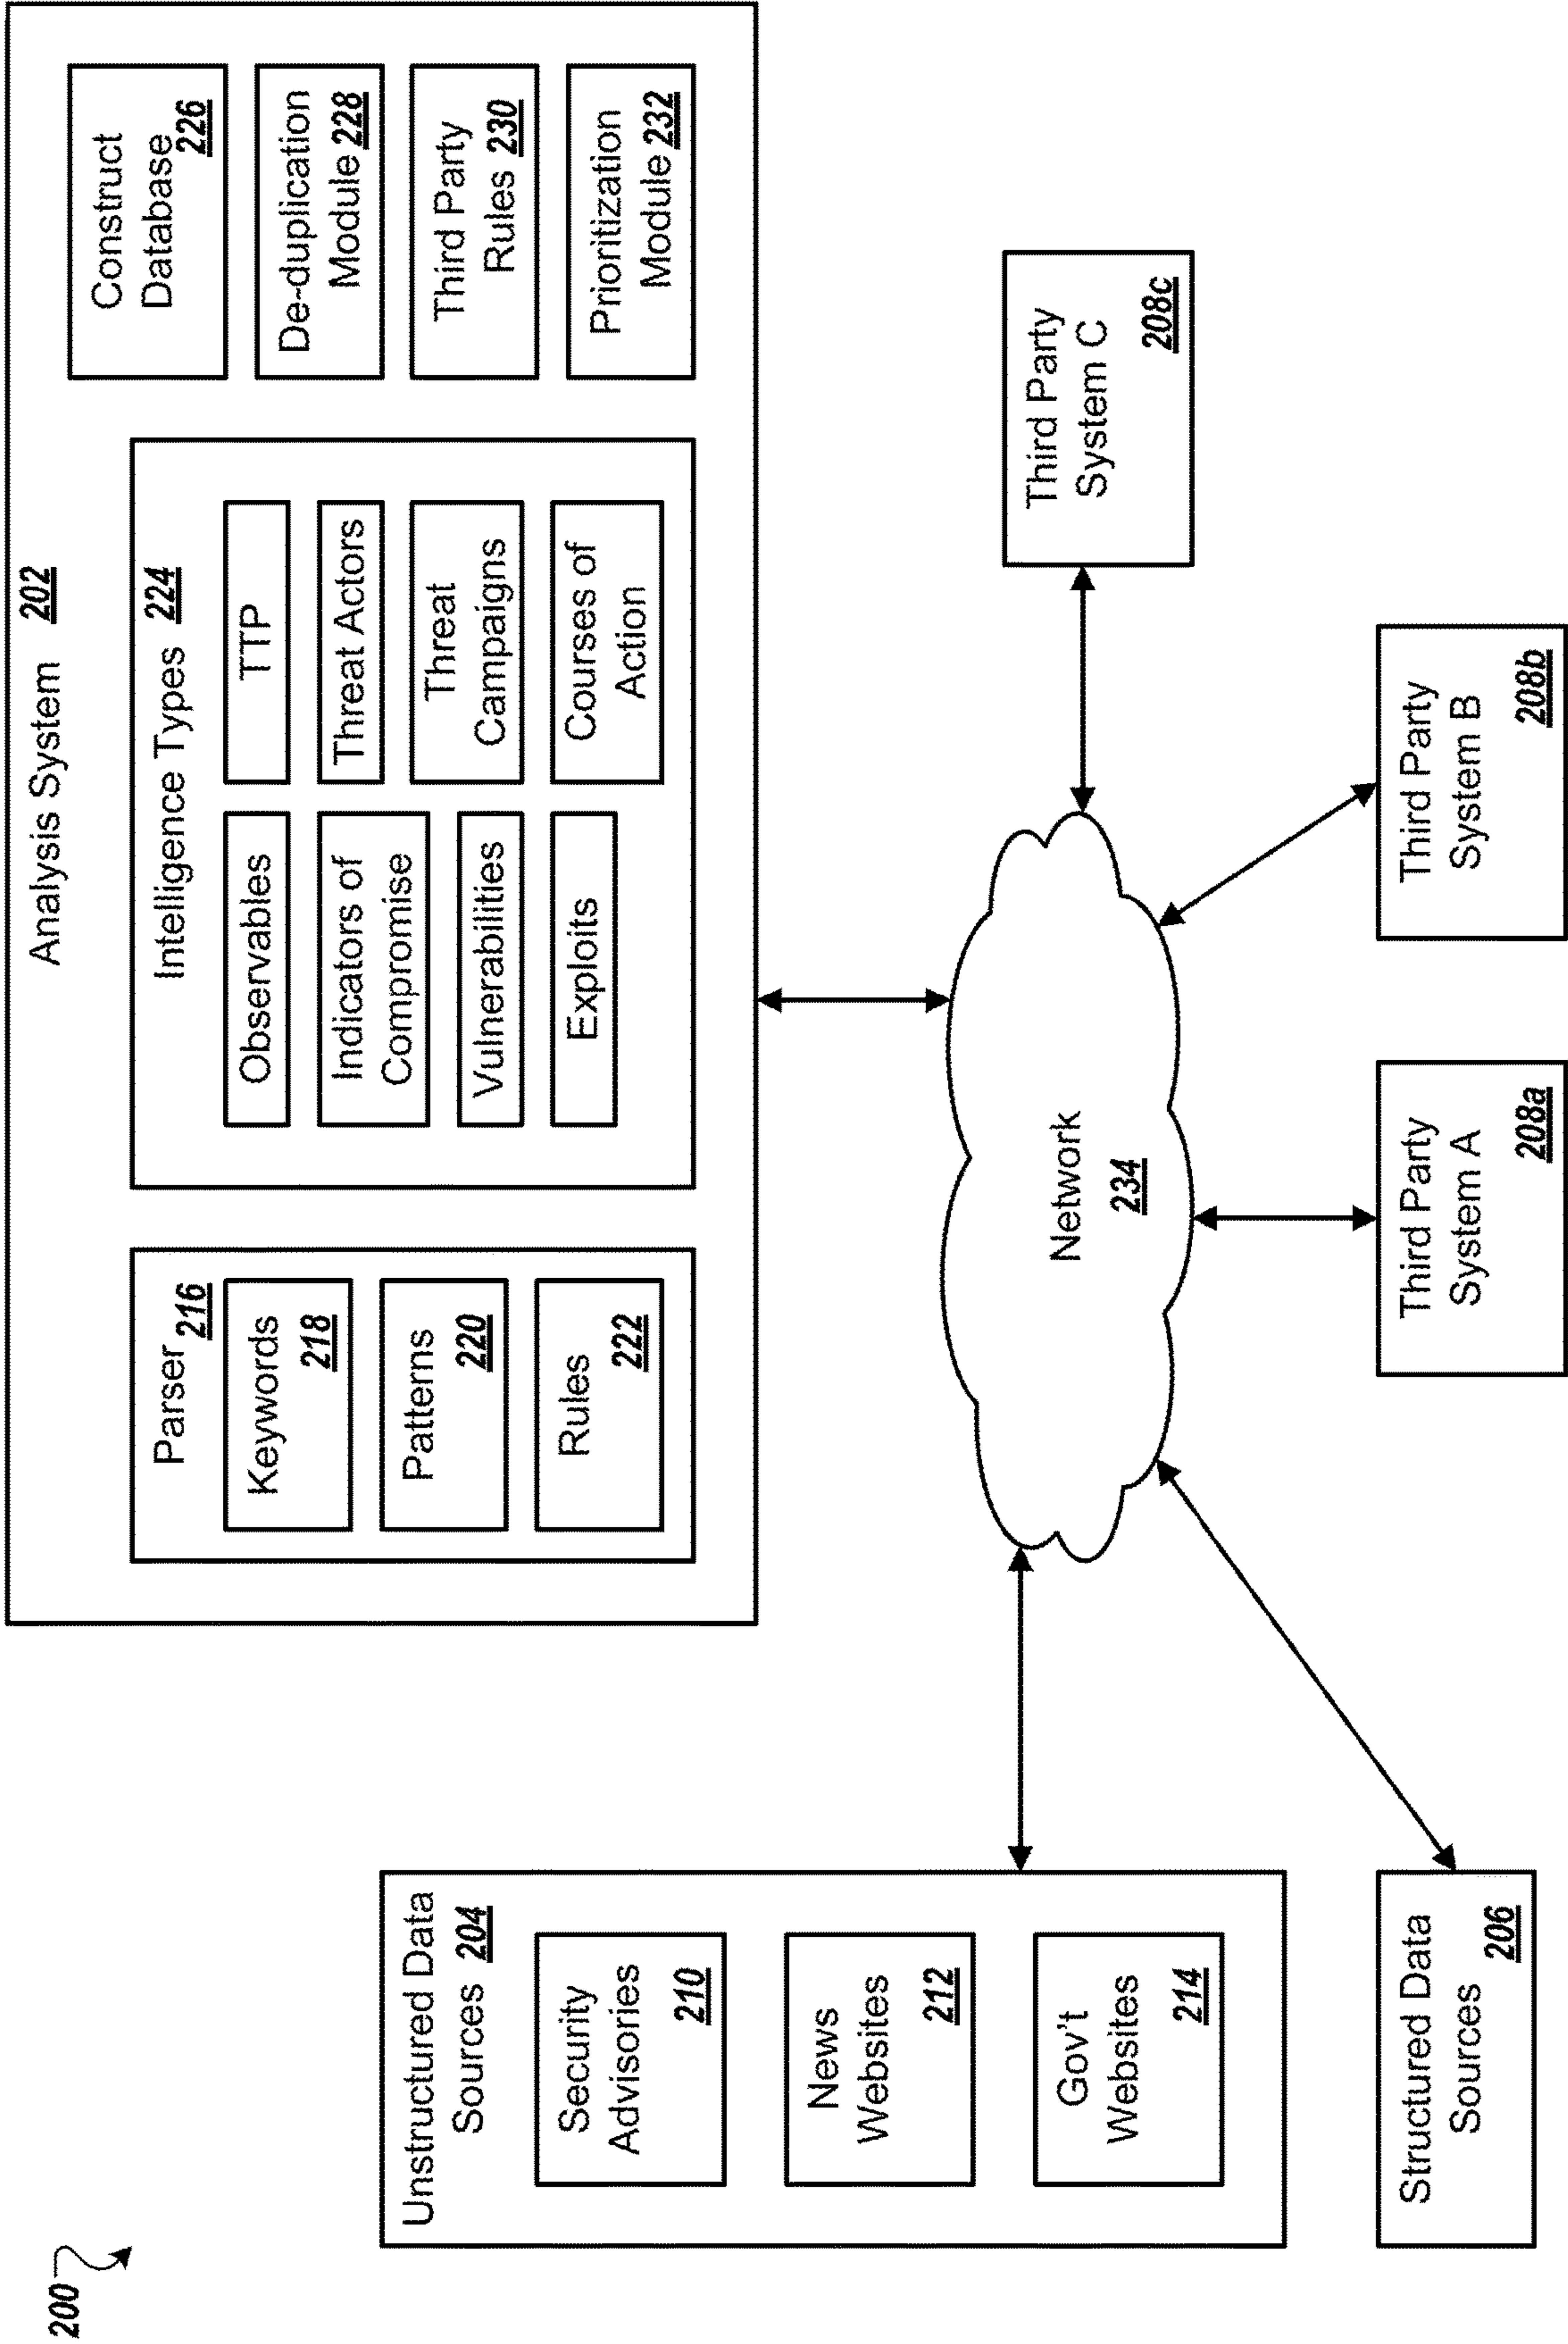 200
Analysis System 202
Parser 216
Keywords
218
Patterns
220
Rules
222
Intelligence Types 224
Observables
Indicators of
Compromise
Vulnerabilities
Exploits
TTP
Threat Actors
Threat
Campaigns
Courses of
Action
Construct
Database
226
De-duplication
Module 228
Third Party
Rules 230
Prioritization
Module 232
Unstructured Data
Sources 204
Security
Advisories
210
News
Websites
212
Gov't
Websites
214
Structured Data
Sources
206
Network
234
Third Party
System A
208a
Third Party
System B
208b
Third Party
System C
208c